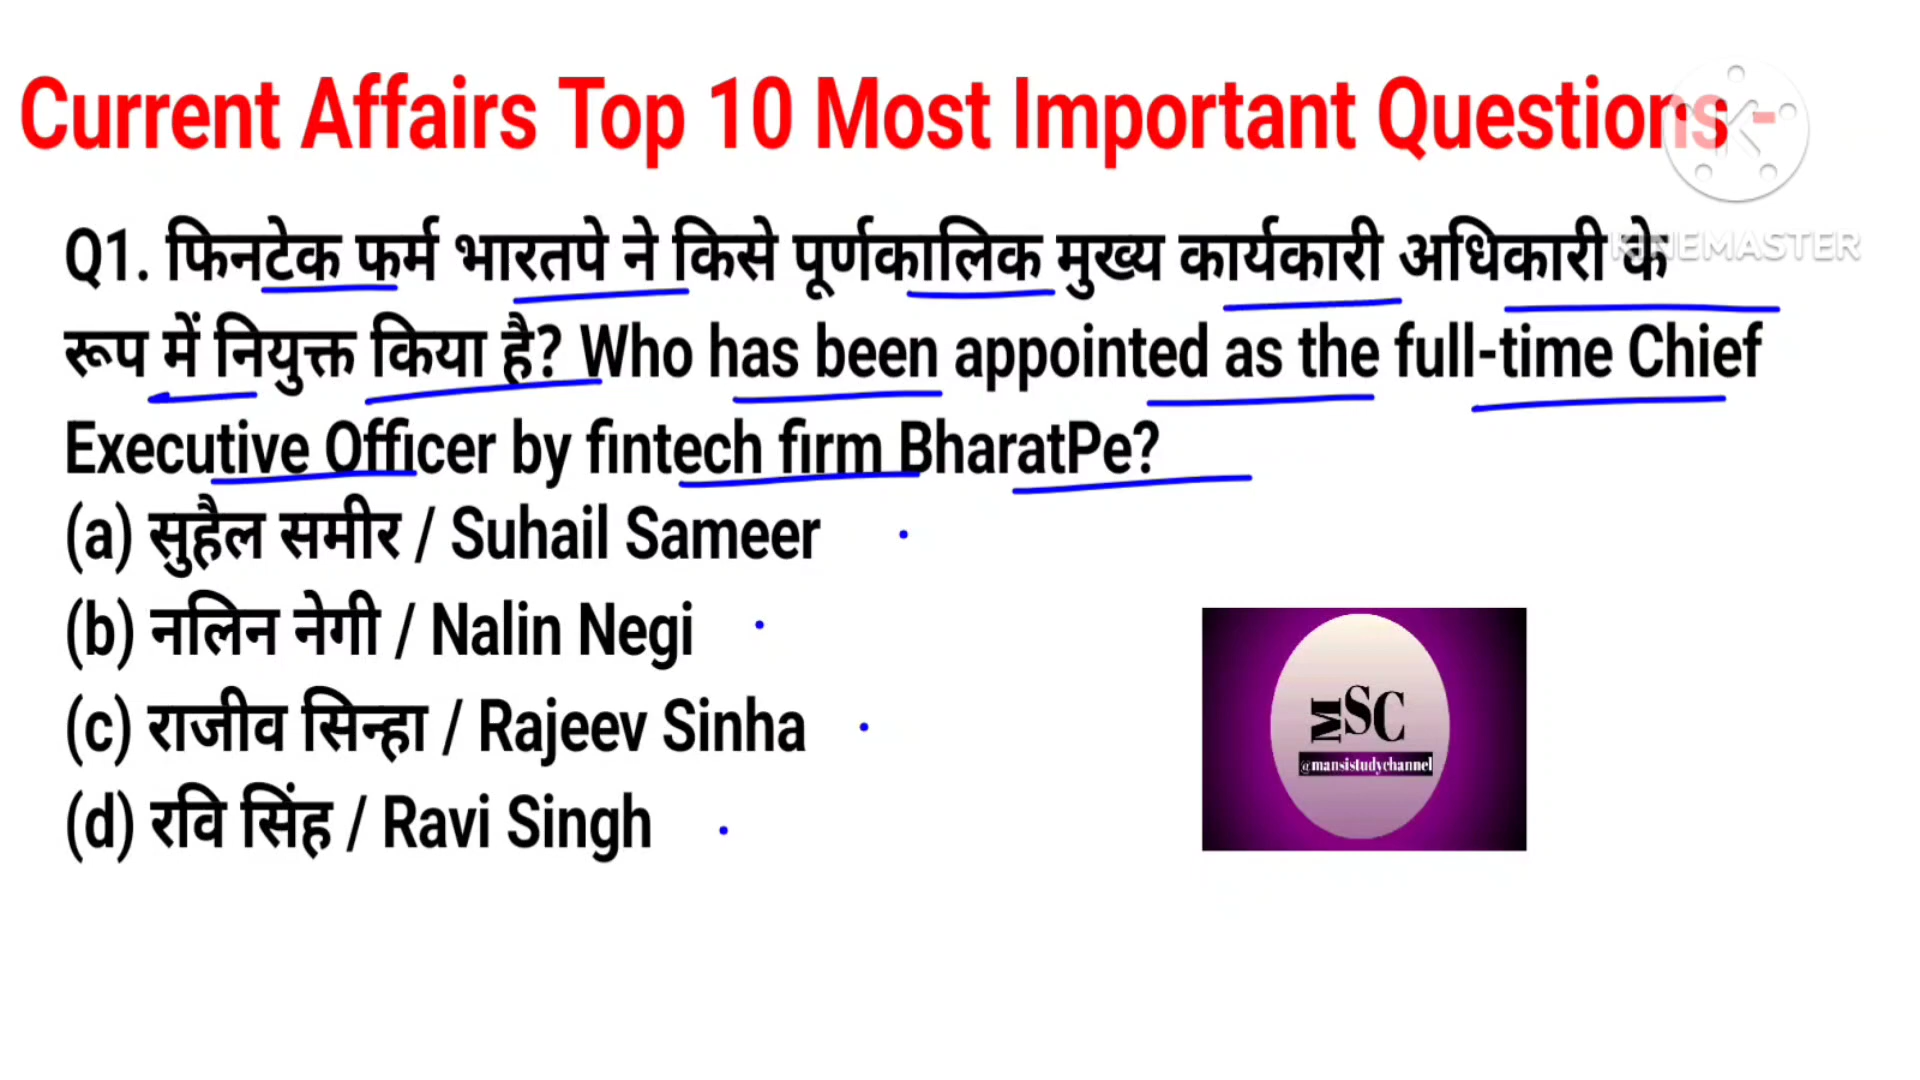 Current Affairs Top 10 Most Important Questions -
Q1. फिनटेक फर्म भारतपे ने किसे पूर्णकालिक मुख्य कार्यकारी अधिकारी के
KINEMASTER
रूप में नियुक्त किया है? Who has been appointed as the full-time Chief
Executive Officer by fintech firm BharatPe?
(a) सुहैल समीर / Suhail Sameer
(b) नलिन नेगी / Nalin Negi
(c) राजीव सिन्हा / Rajeev Sinha
(d) रवि सिंह / Ravi Singh
MSC
@mansistudychannel